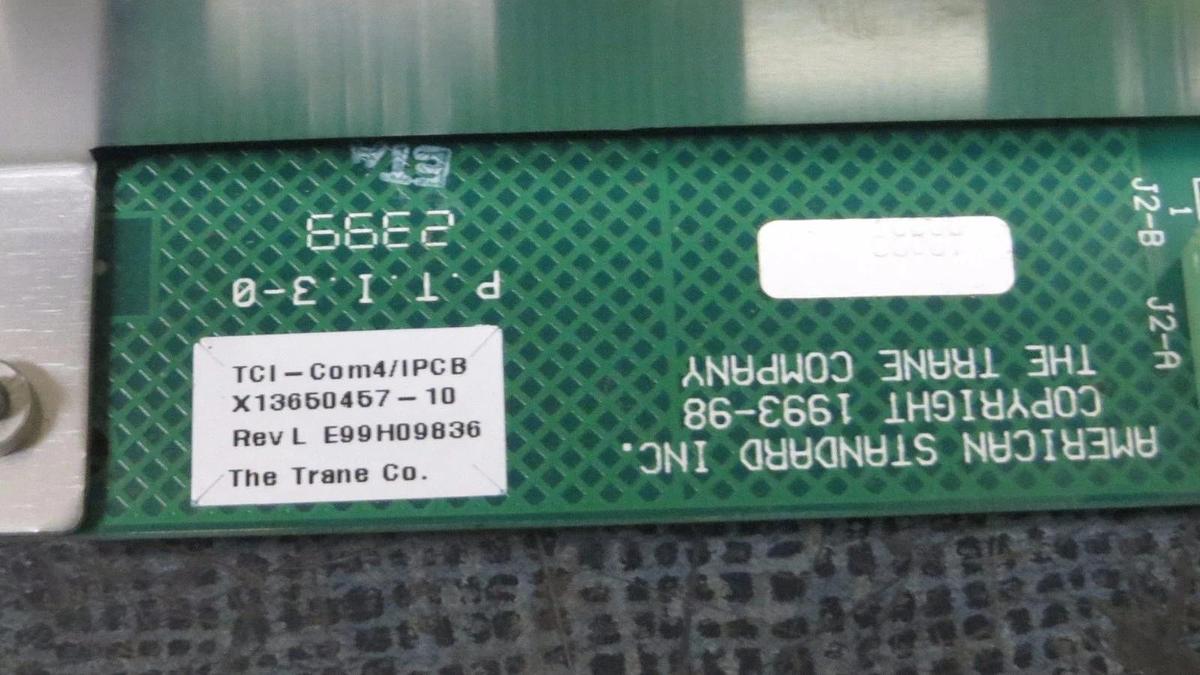 2399
P.T.I.3-0
TCI-Com4/IPCB
X13650457-10
Rev L E99H09836
The Trane Co.
AMERICAN STANDARD INC.
COPYRIGHT 1993-98
THE TRANE COMPANY
J2-B
1
J2-A